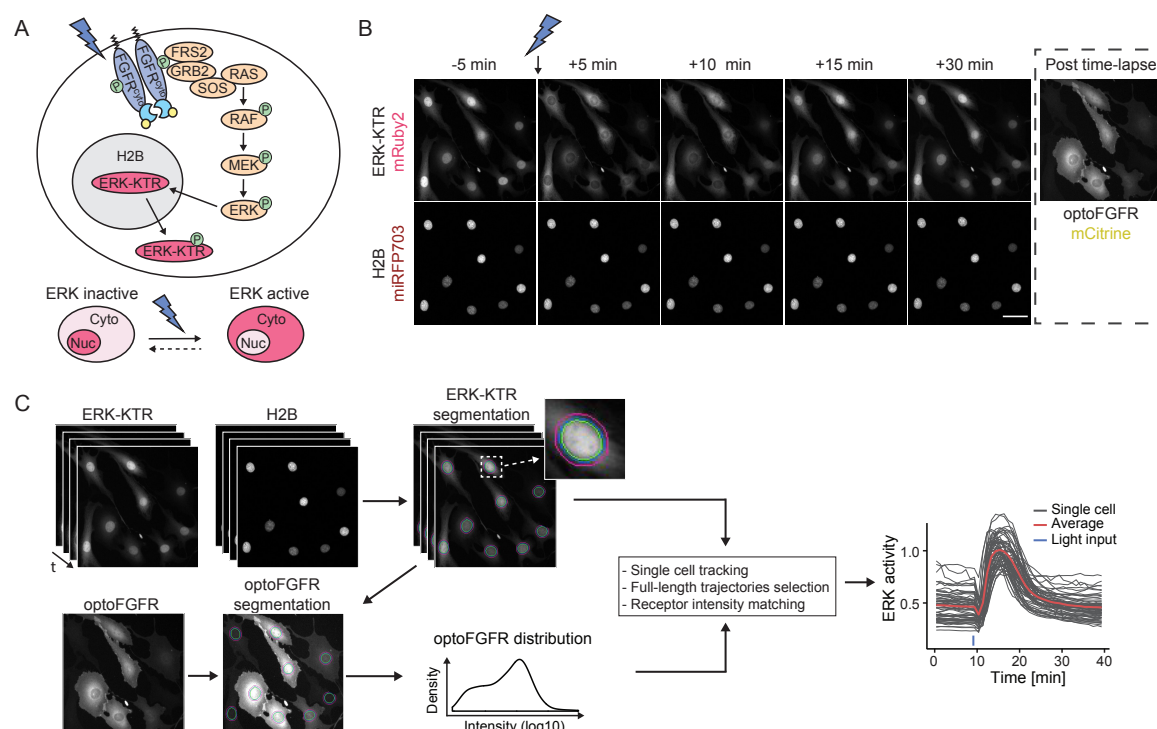 A
FGFRcyto
FGFRcyto
P
P
FRS2
GRB2
SOS
RAS
RAF
P
MEK
P
ERK
P
H2B
ERK-KTR
P
ERK-KTR
ERK inactive
ERK active
Cyto
Nuc
Cyto
Nuc
B
-5 min
+5 min
+10 min
+15 min
+30 min
Post time-lapse
ERK-KTR
mRuby2
H2B
miRFP703
optoFGFR
mCitrine
C
ERK-KTR
H2B
ERK-KTR
segmentation
t
optoFGFR
optoFGFR
segmentation
optoFGFR distribution
Density
Intensity (log10)
- Single cell tracking
- Full-length trajectories selection
- Receptor intensity matching
Single cell
Average
Light input
ERK activity
1.0
0.5
0
10
20
30
40
Time [min]